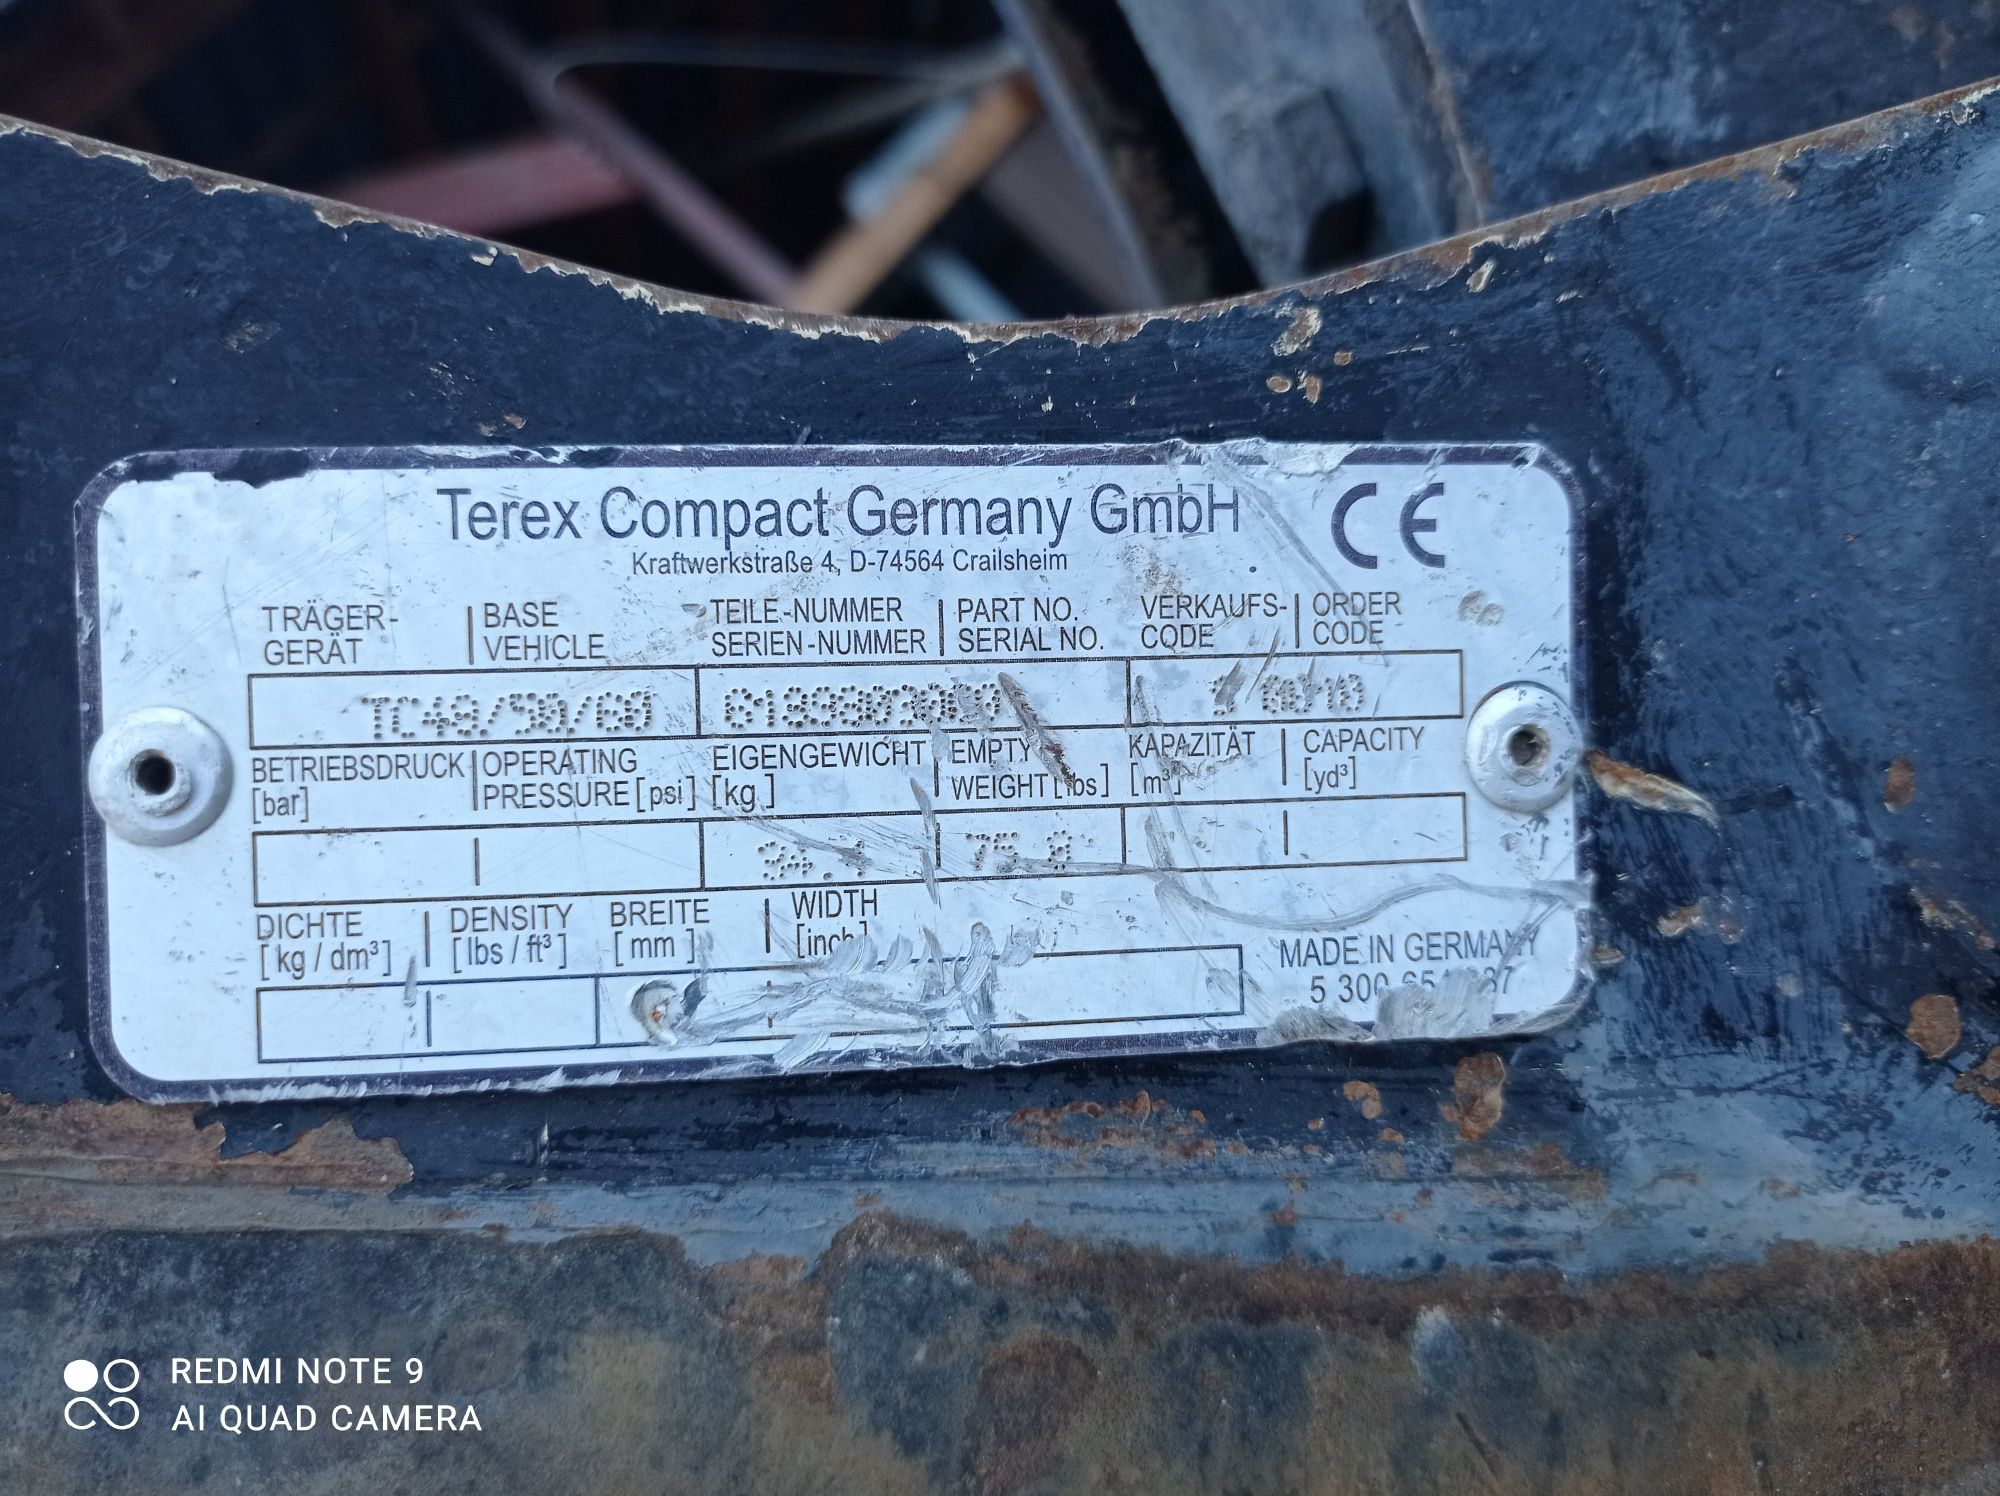 Terex Compact Germany GmbH CE
Kraftwerkstraße 4, D-74564 Crailsheim
TRÄGER- | BASE TEILE-NUMMER | PART NO. VERKAUFS- | ORDER
GERÄT | VEHICLE SERIEN-NUMMER | SERIAL NO. CODE | CODE
BETRIEBSDRUCK | OPERATING EIGENGEWICHT | EMPTY KAPAZITÄT | CAPACITY
[bar] | PRESSURE [psi] [kg] | WEIGHT [lbs] [m³] | [yd³]
DICHTE | DENSITY BREITE | WIDTH
[kg / dm³] | [lbs / ft³] [mm] | [inch]
MADE IN GERMANY
5 300
REDMI NOTE 9
AI QUAD CAMERA